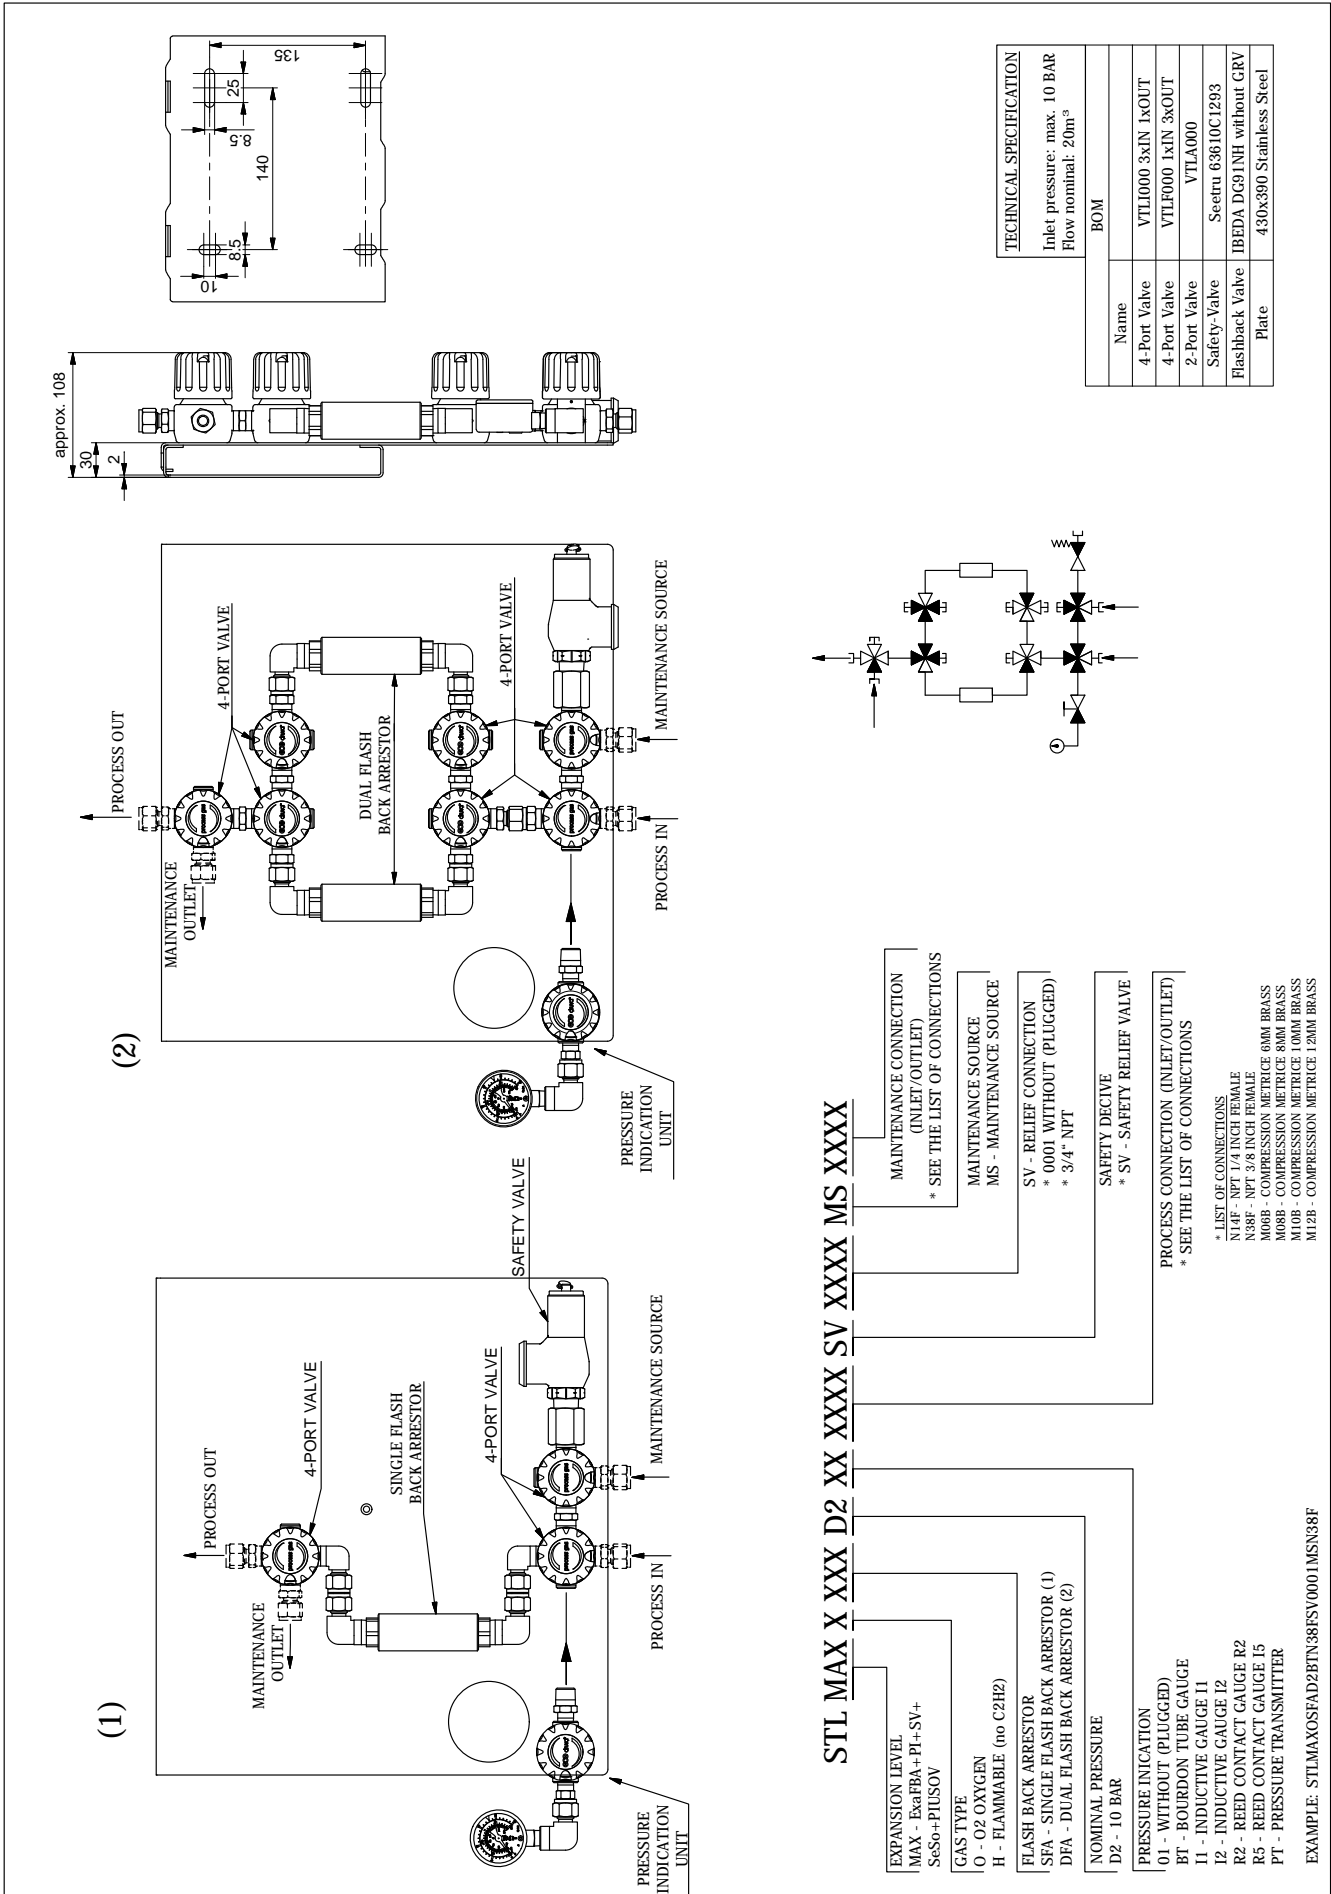 (1)
PROCESS OUT
MAINTENANCE
OUTLET
4-PORT VALVE
SINGLE FLASH
BACK ARRESTOR
4-PORT VALVE
SAFETY VALVE
PRESSURE
INDICATION
UNIT
PROCESS IN
MAINTENANCE SOURCE
(2)
PROCESS OUT
MAINTENANCE
OUTLET
4-PORT VALVE
DUAL FLASH
BACK ARRESTOR
4-PORT VALVE
PRESSURE
INDICATION
UNIT
PROCESS IN
MAINTENANCE SOURCE
approx. 108
30
2
135
25
8.5
140
8.5
10
STL MAX X XXX D2 XX XXXX SV XXXX MS XXXX
EXPANSION LEVEL
MAX - ExaFBA+PI+SV+
SeSo+PIUSOV
GAS TYPE
O - O2 OXYGEN
H - FLAMMABLE (no C2H2)
FLASH BACK ARRESTOR
SFA - SINGLE FLASH BACK ARRESTOR (1)
DFA - DUAL FLASH BACK ARRESTOR (2)
NOMINAL PRESSURE
D2 - 10 BAR
PRESSURE INICATION
01 - WITHOUT (PLUGGED)
BT - BOURDON TUBE GAUGE
I1 - INDUCTIVE GAUGE I1
I2 - INDUCTIVE GAUGE I2
R2 - REED CONTACT GAUGE R2
R5 - REED CONTACT GAUGE I5
PT - PRESSURE TRANSMITTER
EXAMPLE: STLMAXOSFAD2BTN38FSV0001MSN38F
MAINTENANCE CONNECTION
(INLET/OUTLET)
* SEE THE LIST OF CONNECTIONS
MAINTENANCE SOURCE
MS - MAINTENANCE SOURCE
SV - RELIEF CONNECTION
* 0001 WITHOUT (PLUGGED)
* 3/4" NPT
SAFETY DECIVE
* SV - SAFETY RELIEF VALVE
PROCESS CONNECTION (INLET/OUTLET)
* SEE THE LIST OF CONNECTIONS
* LIST OF CONNECTIONS
N14F - NPT 1/4 INCH FEMALE
N38F - NPT 3/8 INCH FEMALE
M06B - COMPRESSION METRICE 6MM BRASS
M08B - COMPRESSION METRICE 8MM BRASS
M10B - COMPRESSION METRICE 10MM BRASS
M12B - COMPRESSION METRICE 12MM BRASS
TECHNICAL SPECIFICATION
Inlet pressure: max. 10 BAR
Flow nominal: 20m³
BOM
Name
4-Port Valve VTLI000 3xIN 1xOUT
4-Port Valve VTLF000 1xIN 3xOUT
2-Port Valve VTLA000
Safety-Valve Seetru 63610C1293
Flashback Valve IBEDA DG91NH without GRV
Plate 430x390 Stainless Steel